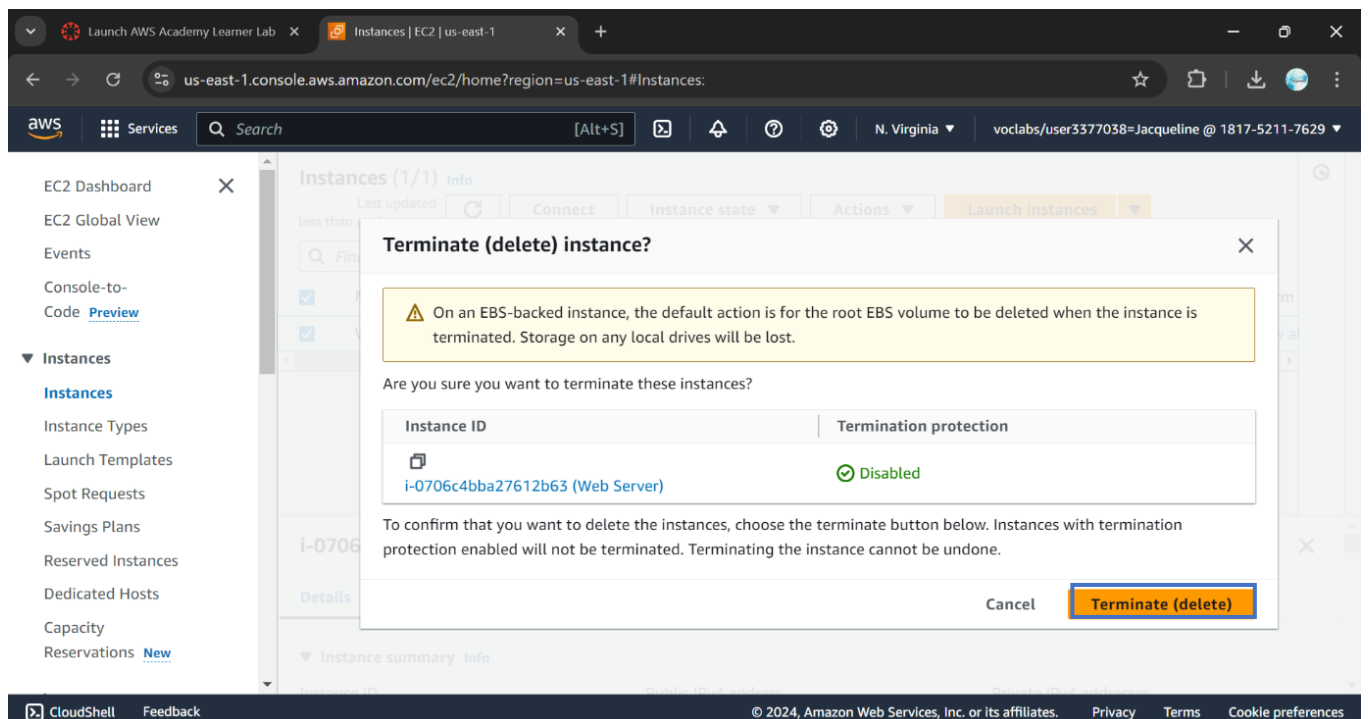 Launch AWS Academy Learner Lab
Instances | EC2 | us-east-1
us-east-1.console.aws.amazon.com/ec2/home?region=us-east-1#Instances:
aws
Services
Search
[Alt+S]
N. Virginia
voclabs/user3377038=Jacqueline @ 1817-5211-7629
EC2 Dashboard
EC2 Global View
Events
Console-to-
Code Preview
Instances
Instances
Instance Types
Launch Templates
Spot Requests
Savings Plans
Reserved Instances
Dedicated Hosts
Capacity
Reservations New
Instances (1/1) Info
Last updated
less than
Connect
Instance state
Actions
Launch instances
Terminate (delete) instance?
On an EBS-backed instance, the default action is for the root EBS volume to be deleted when the instance is
terminated. Storage on any local drives will be lost.
Are you sure you want to terminate these instances?
Instance ID
Termination protection
i-0706c4bba27612b63 (Web Server)
Disabled
To confirm that you want to delete the instances, choose the terminate button below. Instances with termination
protection enabled will not be terminated. Terminating the instance cannot be undone.
Cancel
Terminate (delete)
i-0706
Details
Instance summary Info
Instance ID
Public IPv4 address
Private IPv4 addresses
CloudShell
Feedback
© 2024, Amazon Web Services, Inc. or its affiliates.
Privacy
Terms
Cookie preferences